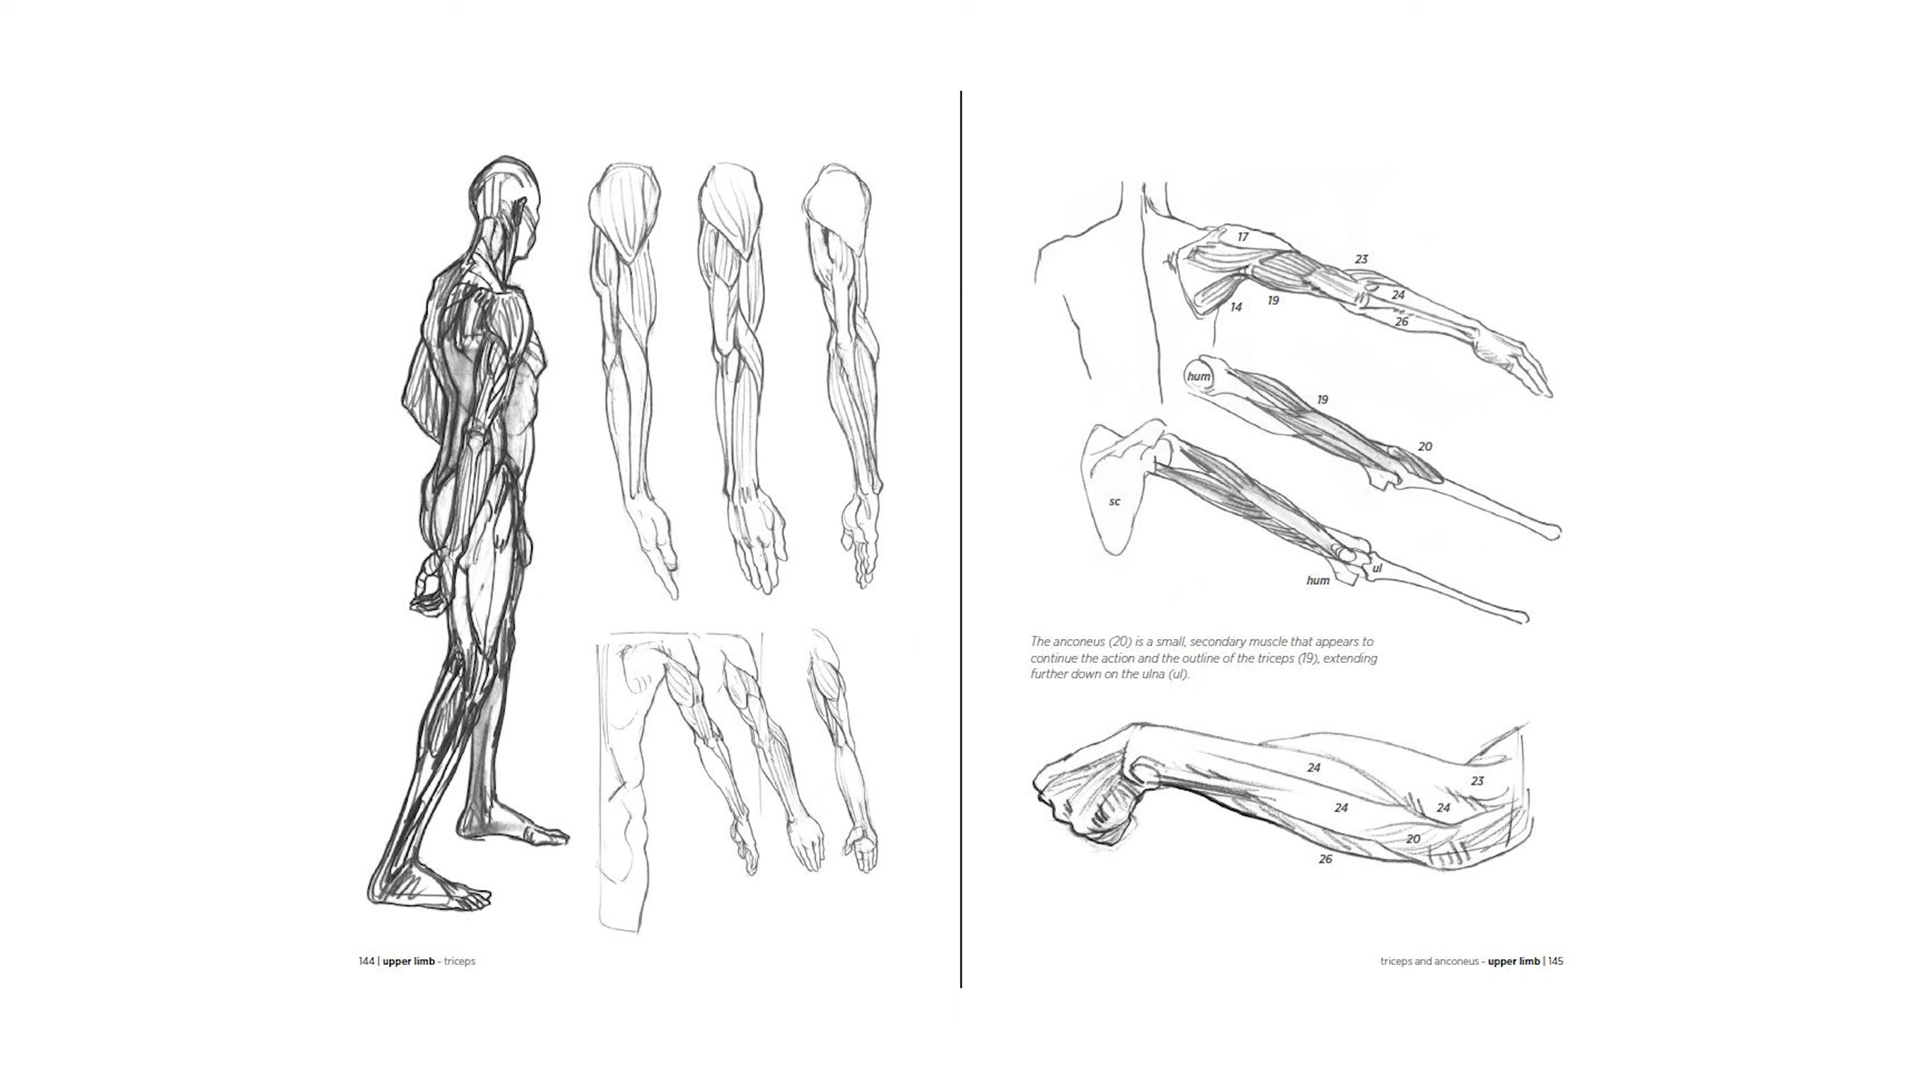 144 | upper limb - triceps
17
23
24
19
14
26
hum
19
20
sc
ul
hum
The anconeus (20) is a small, secondary muscle that appears to
continue the action and the outline of the triceps (19), extending
further down on the ulna (ul).
24
23
24
24
20
26
triceps and anconeus - upper limb | 145